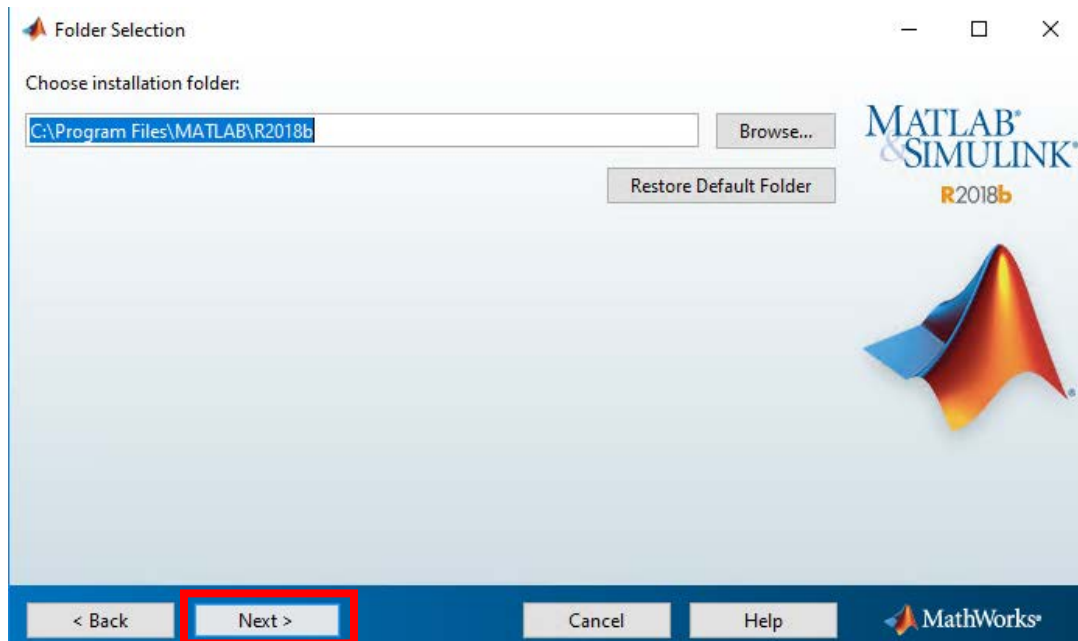 Folder Selection
Choose installation folder:
C:\Program Files\MATLAB\R2018b
Browse...
Restore Default Folder
MATLAB®
&SIMULINK®
R2018b
< Back
Next >
Cancel
Help
MathWorks®